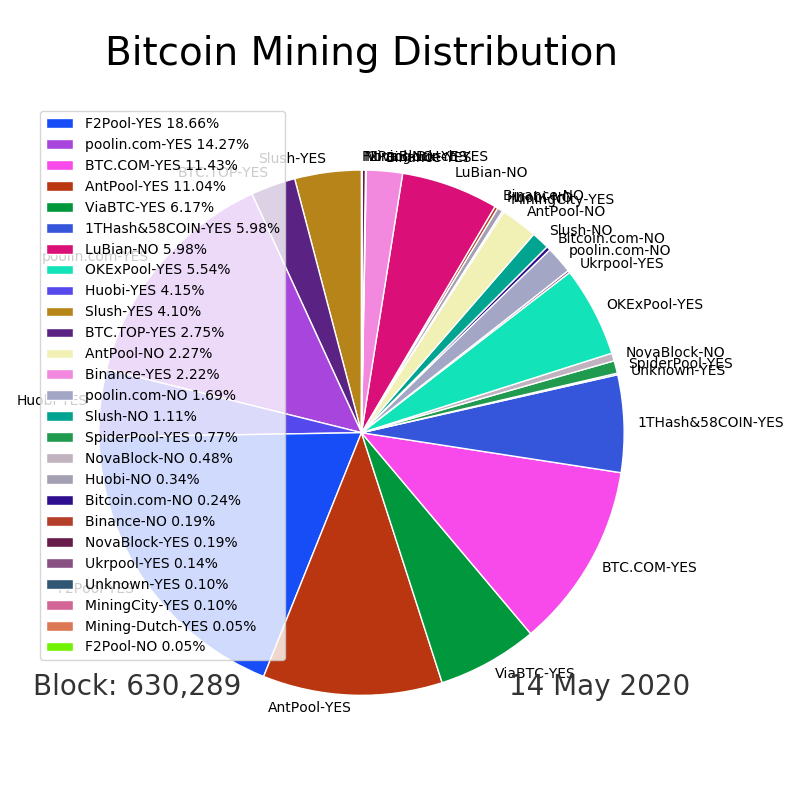 Bitcoin Mining Distribution
F2Pool-YES 18.66%
poolin.com-YES 14.27%
BTC.COM-YES 11.43%
AntPool-YES 11.04%
ViaBTC-YES 6.17%
1THash&58COIN-YES 5.98%
LuBian-NO 5.98%
OKExPool-YES 5.54%
Huobi-YES 4.15%
Slush-YES 4.10%
BTC.TOP-YES 2.75%
AntPool-NO 2.27%
Binance-YES 2.22%
poolin.com-NO 1.69%
Slush-NO 1.11%
SpiderPool-YES 0.77%
NovaBlock-NO 0.48%
Huobi-NO 0.34%
Bitcoin.com-NO 0.24%
Binance-NO 0.19%
NovaBlock-YES 0.19%
Ukrpool-YES 0.14%
Unknown-YES 0.10%
MiningCity-YES 0.10%
Mining-Dutch-YES 0.05%
F2Pool-NO 0.05%
Slush-YES
BTC.TOP-YES
poolin.com-YES
Huobi-YES
F2Pool-YES
AntPool-YES
ViaBTC-YES
BTC.COM-YES
1THash&58COIN-YES
Unknown-YES
SpiderPool-YES
NovaBlock-NO
OKExPool-YES
Ukrpool-YES
poolin.com-NO
Bitcoin.com-NO
Slush-NO
AntPool-NO
MiningCity-YES
Binance-NO
LuBian-NO
Binance-YES
Block: 630,289
14 May 2020